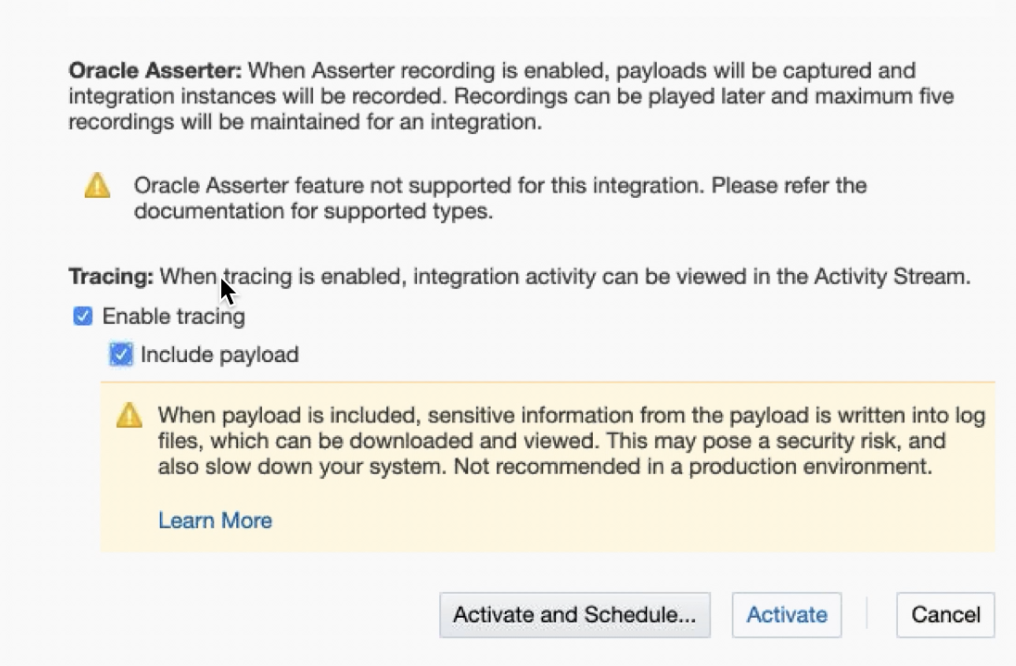 Oracle Asserter: When Asserter recording is enabled, payloads will be captured and
integration instances will be recorded. Recordings can be played later and maximum five
recordings will be maintained for an integration.
Oracle Asserter feature not supported for this integration. Please refer the
documentation for supported types.
Tracing: When tracing is enabled, integration activity can be viewed in the Activity Stream.
Enable tracing
Include payload
When payload is included, sensitive information from the payload is written into log
files, which can be downloaded and viewed. This may pose a security risk, and
also slow down your system. Not recommended in a production environment.
Learn More
Activate and Schedule... Activate Cancel